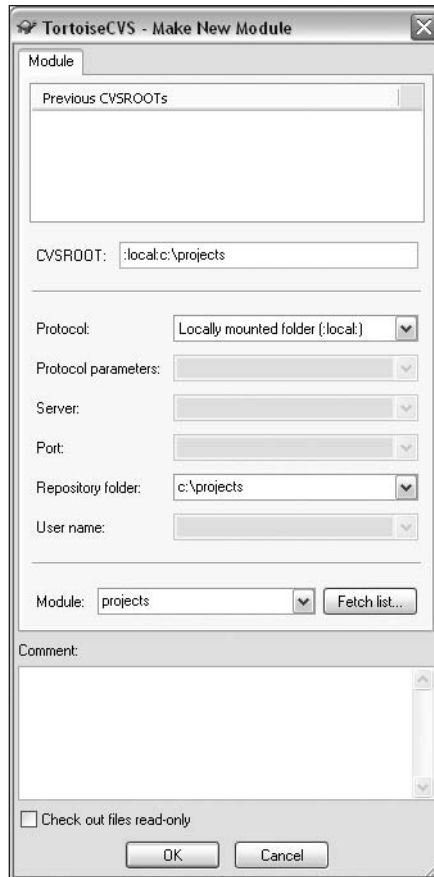 TortoiseCVS - Make New Module
Module
Previous CVSROOTs
CVSROOT: :local:c:\projects
Protocol: Locally mounted folder (:local:)
Protocol parameters:
Server:
Port:
Repository folder: c:\projects
User name:
Module: projects Fetch list...
Comment:
Check out files read-only
OK Cancel